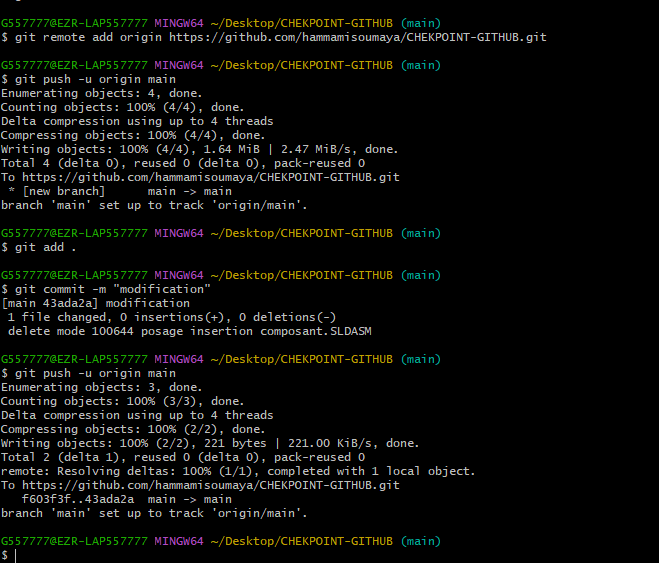 G557777@EZR-LAP557777 MINGW64 ~/Desktop/CHEKPOINT-GITHUB (main)
$ git remote add origin https://github.com/hammamisoumaya/CHEKPOINT-GITHUB.git
G557777@EZR-LAP557777 MINGW64 ~/Desktop/CHEKPOINT-GITHUB (main)
$ git push -u origin main
Enumerating objects: 4, done.
Counting objects: 100% (4/4), done.
Delta compression using up to 4 threads
Compressing objects: 100% (4/4), done.
Writing objects: 100% (4/4), 1.64 MiB | 2.47 MiB/s, done.
Total 4 (delta 0), reused 0 (delta 0), pack-reused 0
To https://github.com/hammamisoumaya/CHEKPOINT-GITHUB.git
 * [new branch]      main -> main
branch 'main' set up to track 'origin/main'.
G557777@EZR-LAP557777 MINGW64 ~/Desktop/CHEKPOINT-GITHUB (main)
$ git add .
G557777@EZR-LAP557777 MINGW64 ~/Desktop/CHEKPOINT-GITHUB (main)
$ git commit -m "modification"
[main 43ada2a] modification
 1 file changed, 0 insertions(+), 0 deletions(-)
 delete mode 100644 posage insertion composant.SLDASM
G557777@EZR-LAP557777 MINGW64 ~/Desktop/CHEKPOINT-GITHUB (main)
$ git push -u origin main
Enumerating objects: 3, done.
Counting objects: 100% (3/3), done.
Delta compression using up to 4 threads
Compressing objects: 100% (2/2), done.
Writing objects: 100% (2/2), 221 bytes | 221.00 KiB/s, done.
Total 2 (delta 1), reused 0 (delta 0), pack-reused 0
remote: Resolving deltas: 100% (1/1), completed with 1 local object.
To https://github.com/hammamisoumaya/CHEKPOINT-GITHUB.git
   f603f3f..43ada2a  main -> main
branch 'main' set up to track 'origin/main'.
G557777@EZR-LAP557777 MINGW64 ~/Desktop/CHEKPOINT-GITHUB (main)
$